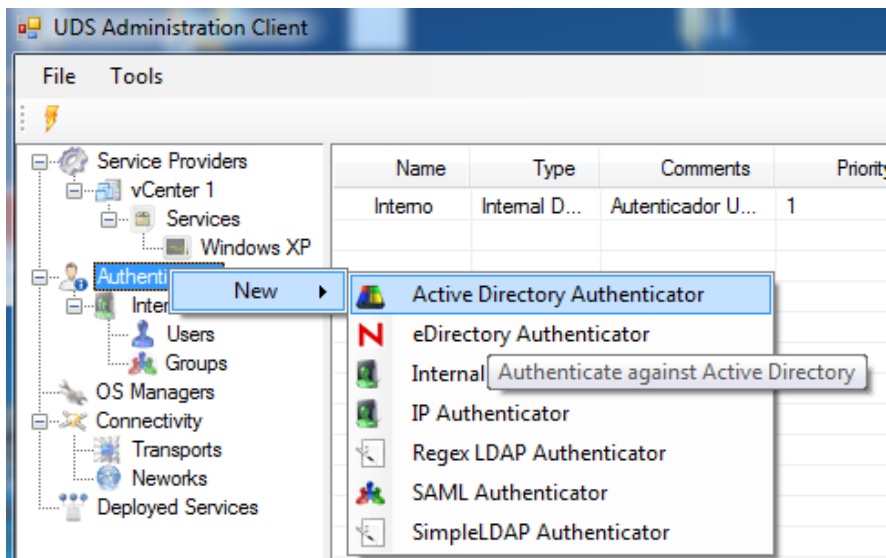 UDS Administration Client
File Tools
Name Type Comments Priority
Interno Internal D... Autenticador U... 1
Service Providers
vCenter 1
Services
Windows XP
Authenti
Inter
Users
Groups
OS Managers
Connectivity
Transports
Neworks
Deployed Services
New
Active Directory Authenticator
eDirectory Authenticator
Internal
Authenticate against Active Directory
IP Authenticator
Regex LDAP Authenticator
SAML Authenticator
SimpleLDAP Authenticator